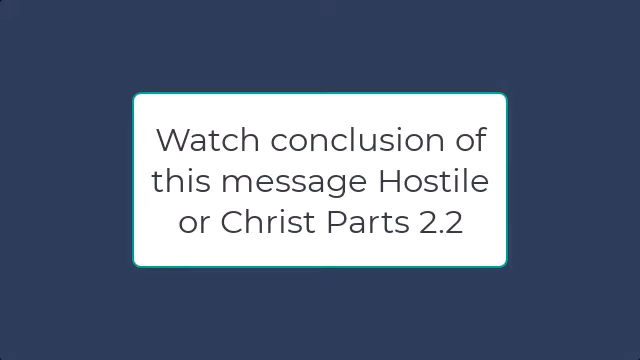 Watch conclusion of
this message Hostile
or Christ Parts 2.2